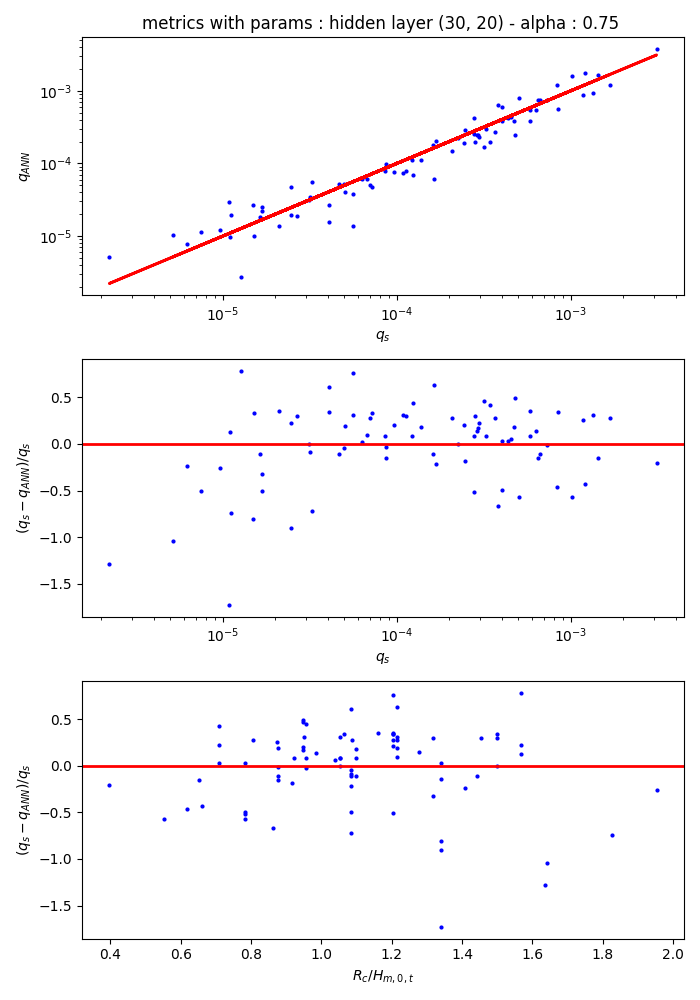 metrics with params : hidden layer (30, 20) - alpha : 0.75
10⁻³
10⁻⁴
10⁻⁵
q_ANN
10⁻⁵ 10⁻⁴ 10⁻³
q_s
0.5
0.0
−0.5
−1.0
−1.5
(q_s − q_ANN)/q_s
10⁻⁵ 10⁻⁴ 10⁻³
q_s
0.5
0.0
−0.5
−1.0
−1.5
(q_s − q_ANN)/q_s
0.4 0.6 0.8 1.0 1.2 1.4 1.6 1.8 2.0
R_c/H_{m,0,t}